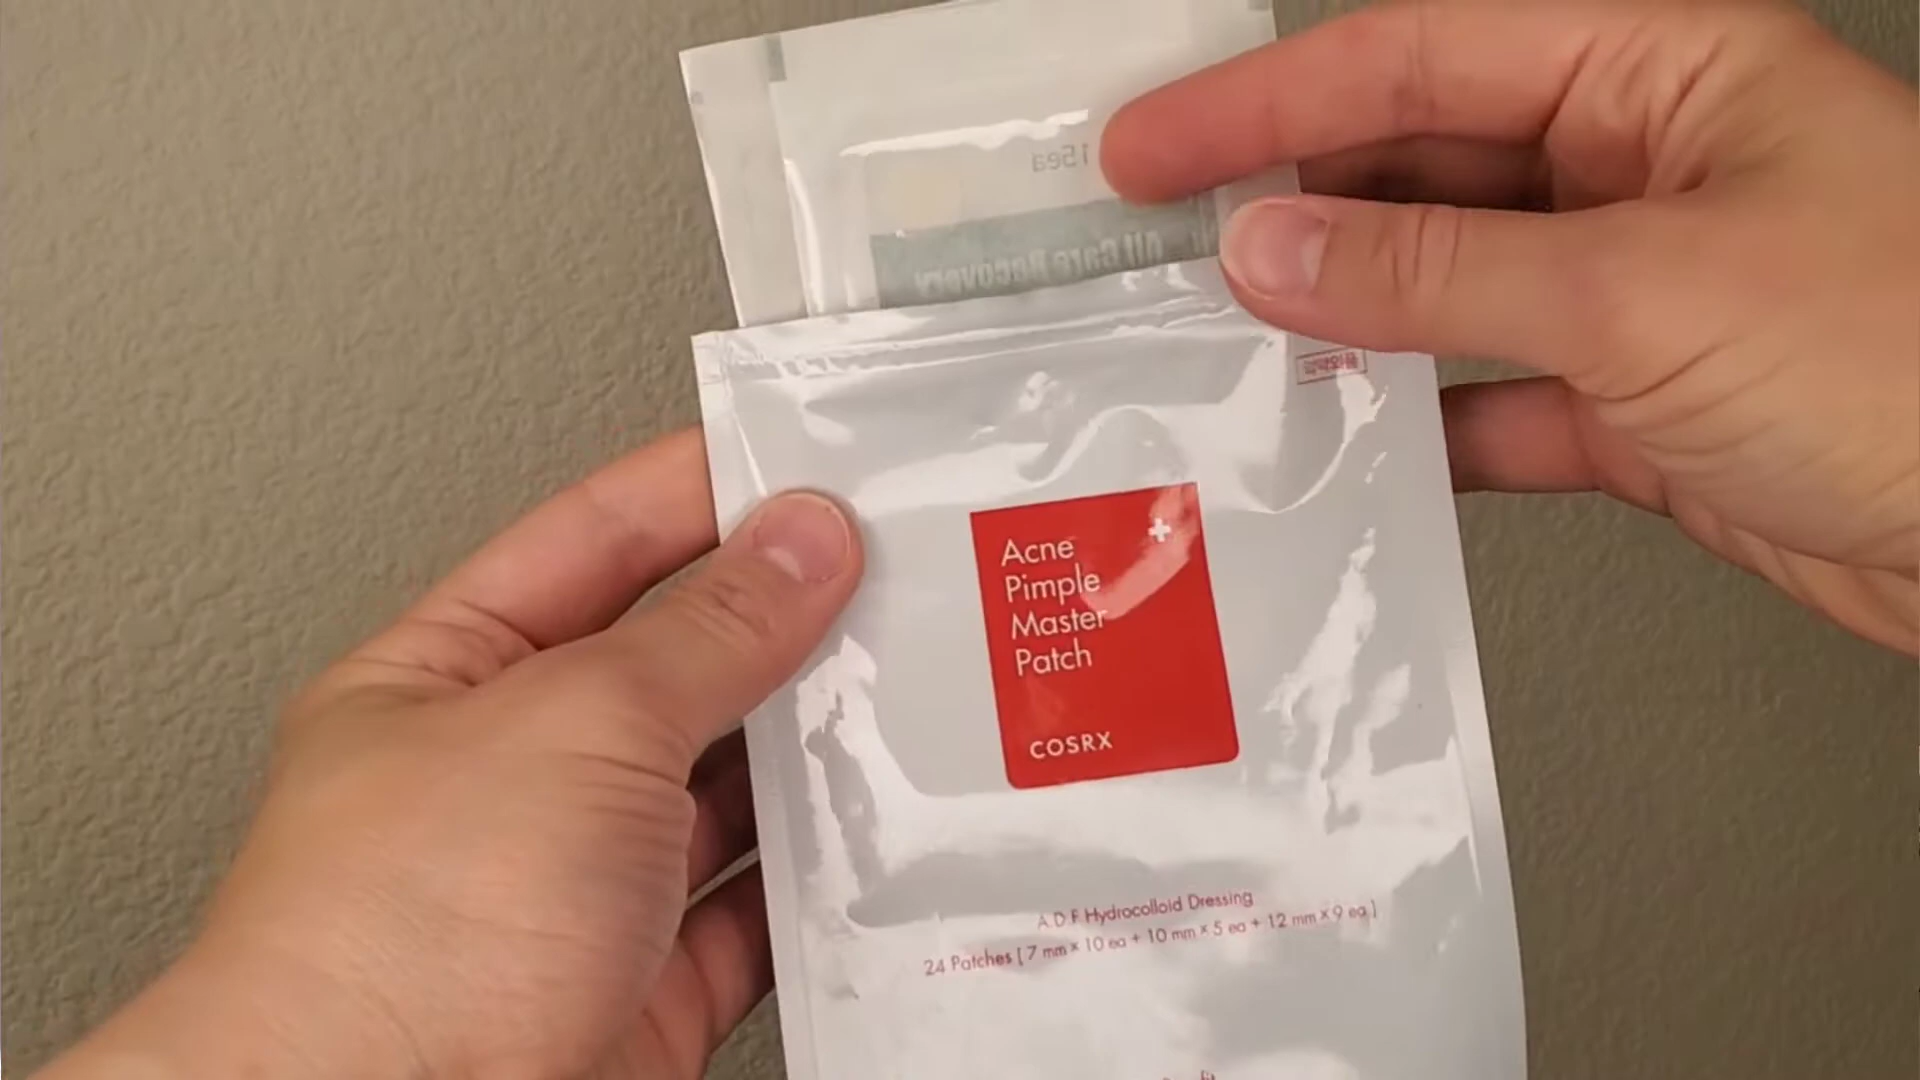 15ea
All Care Recovery
Acne
Pimple
Master
Patch
COSRX
A.D.F. Hydrocolloid Dressing
24 Patches [ 7 mm × 10 ea + 10 mm × 5 ea + 12 mm × 9 ea ]